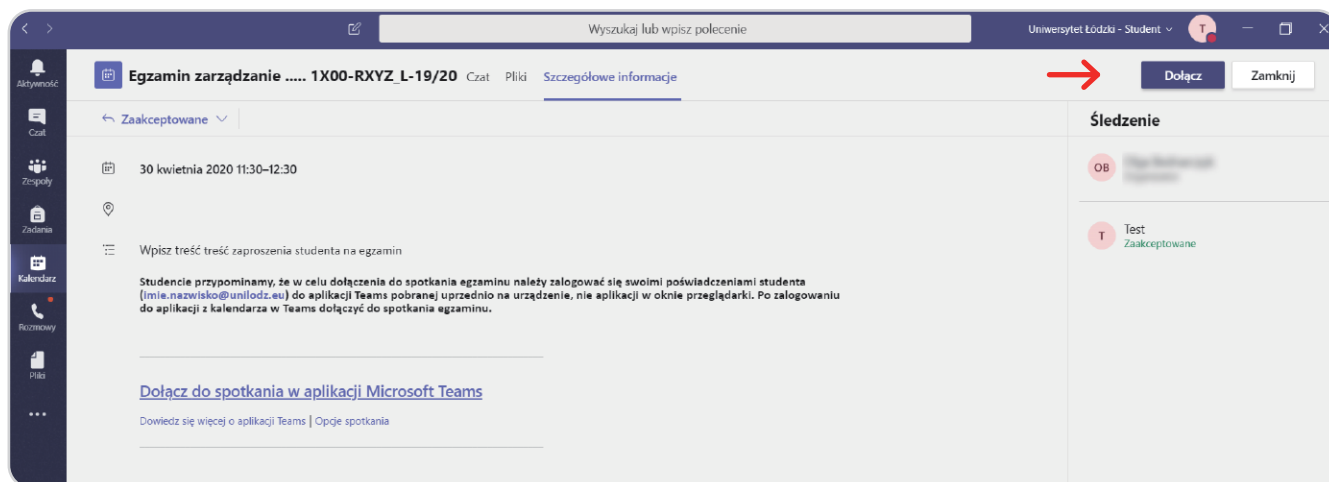 Wyszukaj lub wpisz polecenie
Uniwersytet Łódzki - Student
T
Aktywność
Czat
Zespoły
Zadania
Kalendarz
Rozmowy
Pliki
Egzamin zarządzanie ..... 1X00-RXYZ_L-19/20 Czat Pliki Szczegółowe informacje
Dołącz Zamknij
Zaakceptowane
30 kwietnia 2020 11:30–12:30
Wpisz treść treść zaproszenia studenta na egzamin
Studencie przypominamy, że w celu dołączenia do spotkania egzaminu należy zalogować się swoimi poświadczeniami studenta
(imie.nazwisko@unilodz.eu) do aplikacji Teams pobranej uprzednio na urządzenie, nie aplikacji w oknie przeglądarki. Po zalogowaniu
do aplikacji z kalendarza w Teams dołączyć do spotkania egzaminu.
Dołącz do spotkania w aplikacji Microsoft Teams
Dowiedz się więcej o aplikacji Teams | Opcje spotkania
Śledzenie
OB
T
Test
Zaakceptowane